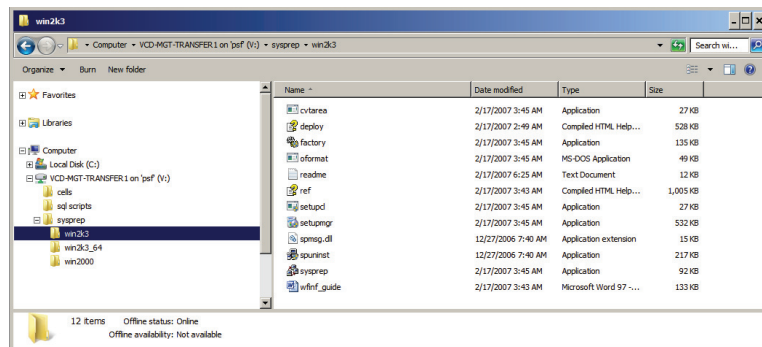 win2k3
Computer ▸ VCD-MGT-TRANSFER1 on 'psf' (V:) ▸ sysprep ▸ win2k3
Search wi...
Organize Burn New folder
Favorites
Libraries
Computer
Local Disk (C:)
VCD-MGT-TRANSFER1 on 'psf' (V:)
cells
sql scripts
sysprep
win2k3
win2k3_64
win2000
Name Date modified Type Size
cvtarea 2/17/2007 3:45 AM Application 27 KB
deploy 2/17/2007 2:49 AM Compiled HTML Help... 528 KB
factory 2/17/2007 3:45 AM Application 135 KB
oformat 2/17/2007 3:45 AM MS-DOS Application 49 KB
readme 2/17/2007 6:25 AM Text Document 12 KB
ref 2/17/2007 3:43 AM Compiled HTML Help... 1,005 KB
setupcl 2/17/2007 3:45 AM Application 27 KB
setupmgr 2/17/2007 3:45 AM Application 532 KB
spmsg.dll 12/27/2006 7:40 AM Application extension 15 KB
spuninst 12/27/2006 7:40 AM Application 217 KB
sysprep 2/17/2007 3:45 AM Application 92 KB
wfinf_guide 2/17/2007 3:43 AM Microsoft Word 97 -... 133 KB
12 items Offline status: Online
Offline availability: Not available